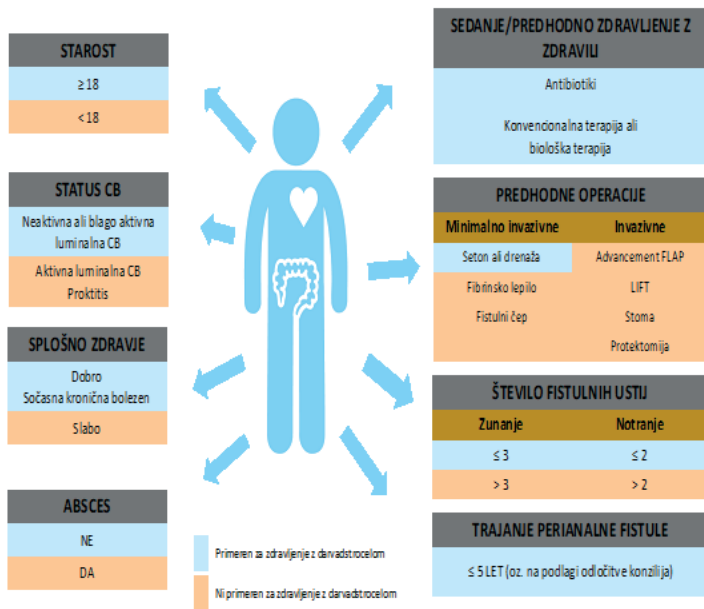 STAROST
≥ 18
< 18
STATUS CB
Neaktivna ali blago aktivna
luminalna CB
Aktivna luminalna CB
Proktitis
SPLOŠNO ZDRAVJE
Dobro
Sočasna kronična bolezen
Slabo
ABSCES
NE
DA
SEDANJE/PREDHODNO ZDRAVLJENJE Z
ZDRAVILI
Antibiotiki
Konvencionalna terapija ali
biološka terapija
PREDHODNE OPERACIJE
Minimalno invazivne Invazivne
Seton ali drenaža Advancement FLAP
Fibrinsko lepilo LIFT
Fistulni čep Stoma
Protektomija
ŠTEVILO FISTULNIH USTIJ
Zunanje Notranje
≤ 3 ≤ 2
> 3 > 2
TRAJANJE PERIANALNE FISTULE
≤ 5 LET (oz. na podlagi odločitve konzilija)
Primeren za zdravljenje z darvadstrocelom
Ni primeren za zdravljenje z darvadstrocelom